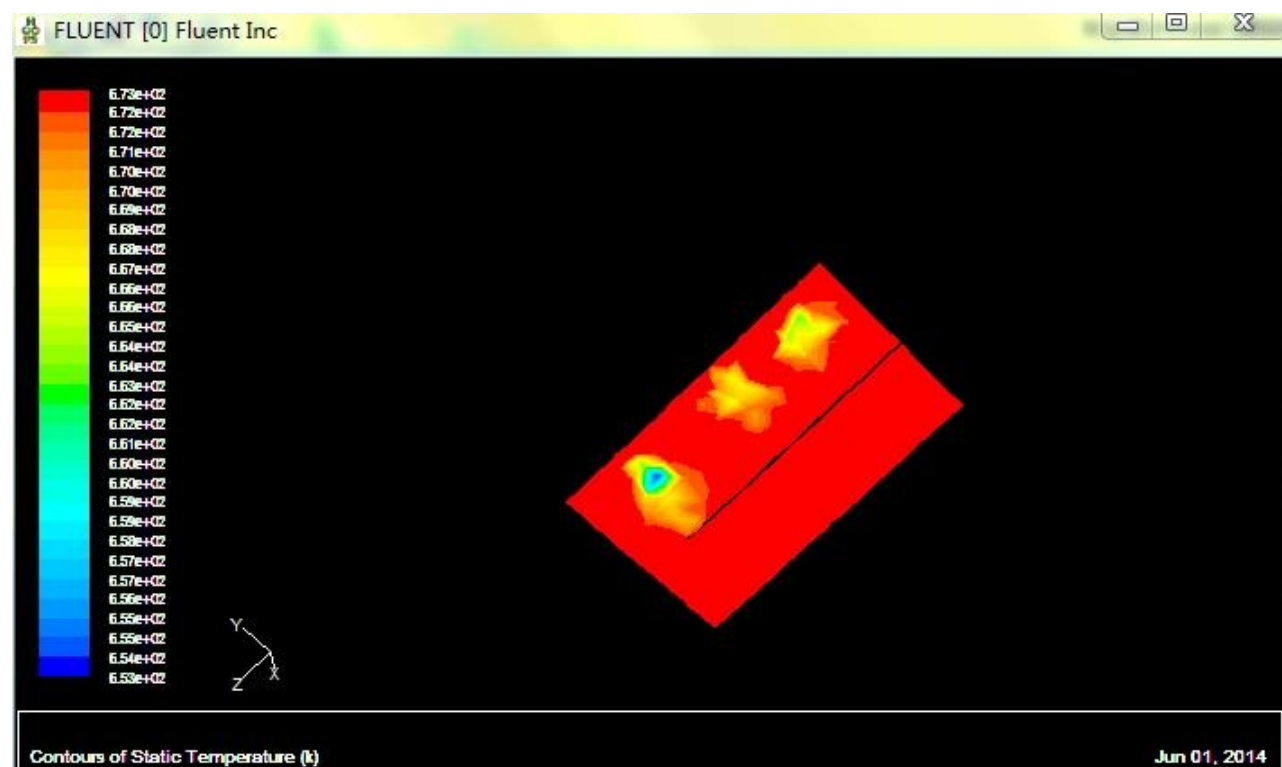 FLUENT [0] Fluent Inc
6.73e+02
6.72e+02
6.72e+02
6.71e+02
6.70e+02
6.70e+02
6.69e+02
6.68e+02
6.68e+02
6.67e+02
6.66e+02
6.66e+02
6.65e+02
6.64e+02
6.64e+02
6.63e+02
6.62e+02
6.62e+02
6.61e+02
6.60e+02
6.60e+02
6.59e+02
6.59e+02
6.58e+02
6.57e+02
6.57e+02
6.56e+02
6.55e+02
6.55e+02
6.54e+02
6.53e+02
Y
Z X
Contours of Static Temperature (k)
Jun 01, 2014